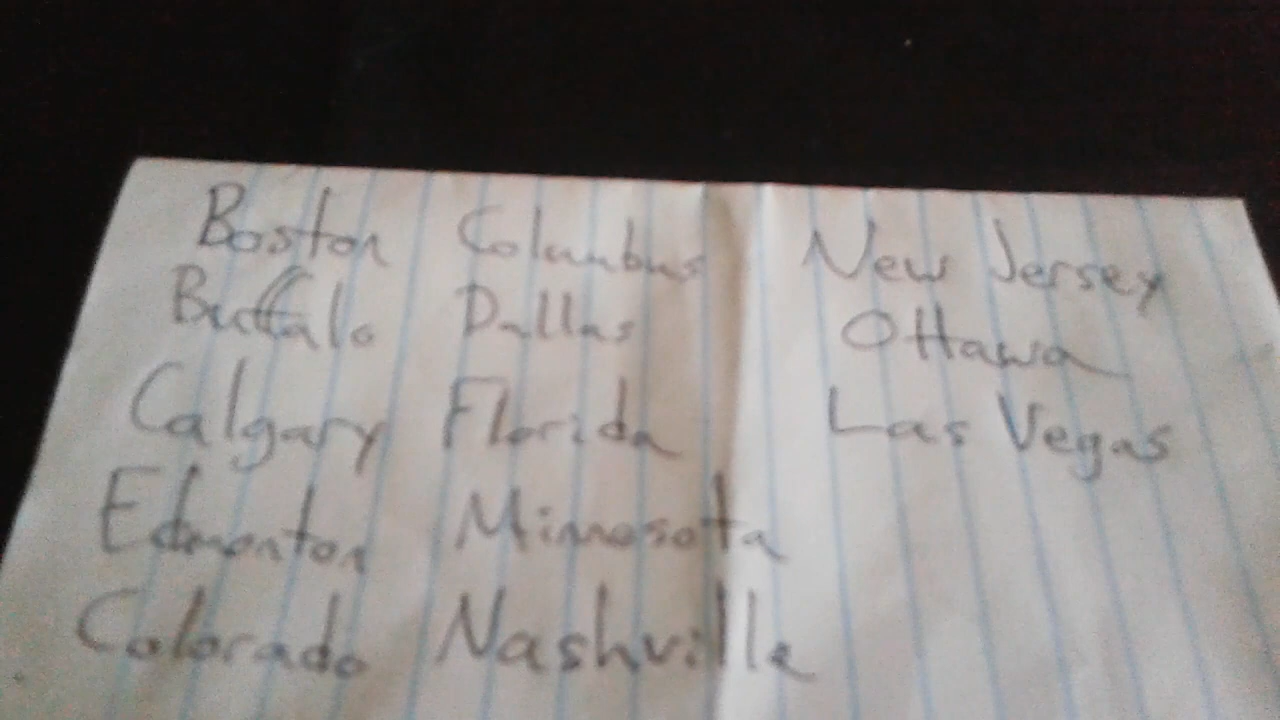 Boston Columbus New Jersey
Buffalo Dallas Ottawa
Calgary Florida Las Vegas
Edmonton Minnesota
Colorado Nashville